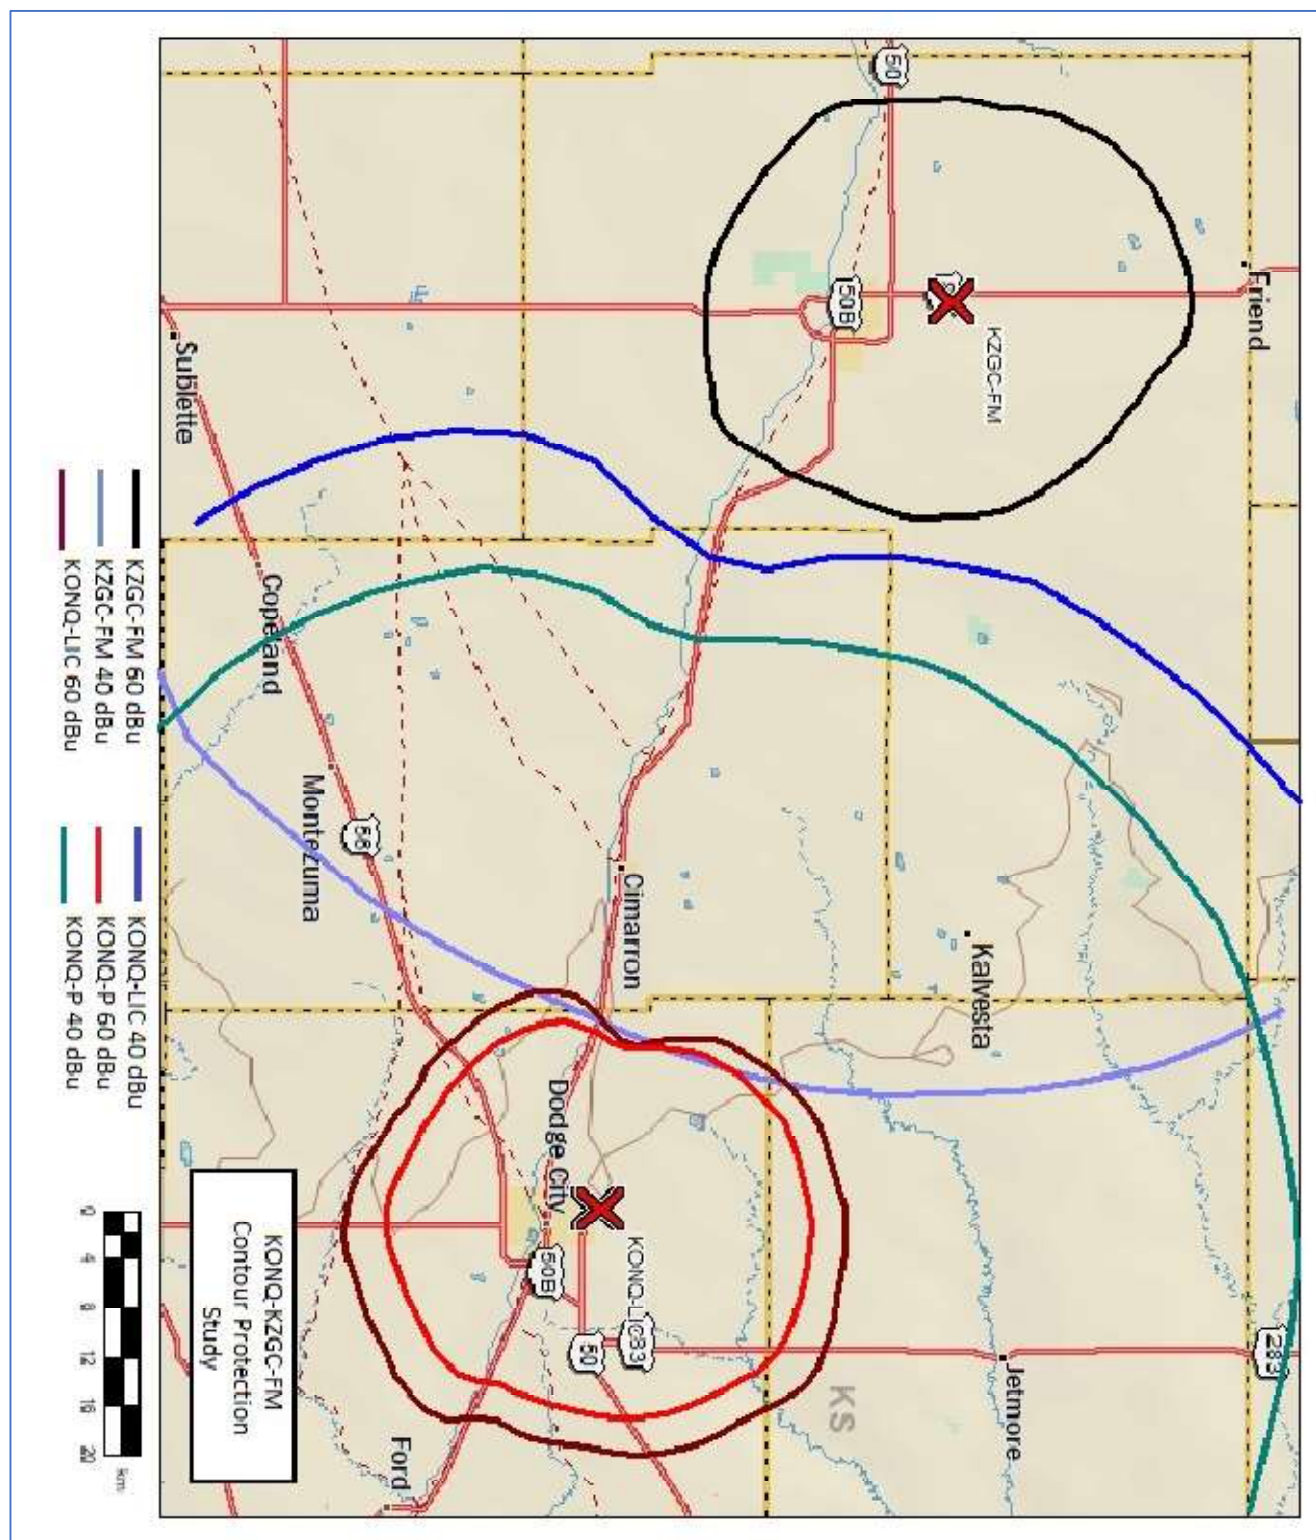 50
Friend
KZGC-FM
50B
Sublette
Copeland
Montezuma
56
Cimarron
Kalvesta
Dodge City
KONQ-LIC
283
50B
50
KS
Jetmore
283
Ford
KZGC-FM 60 dBu
KZGC-FM 40 dBu
KONQ-LIC 60 dBu
KONQ-LIC 40 dBu
KONQ-P 60 dBu
KONQ-P 40 dBu
0 4 8 12 16 20
km
KONQ-KZGC-FM
Contour Protection
Study